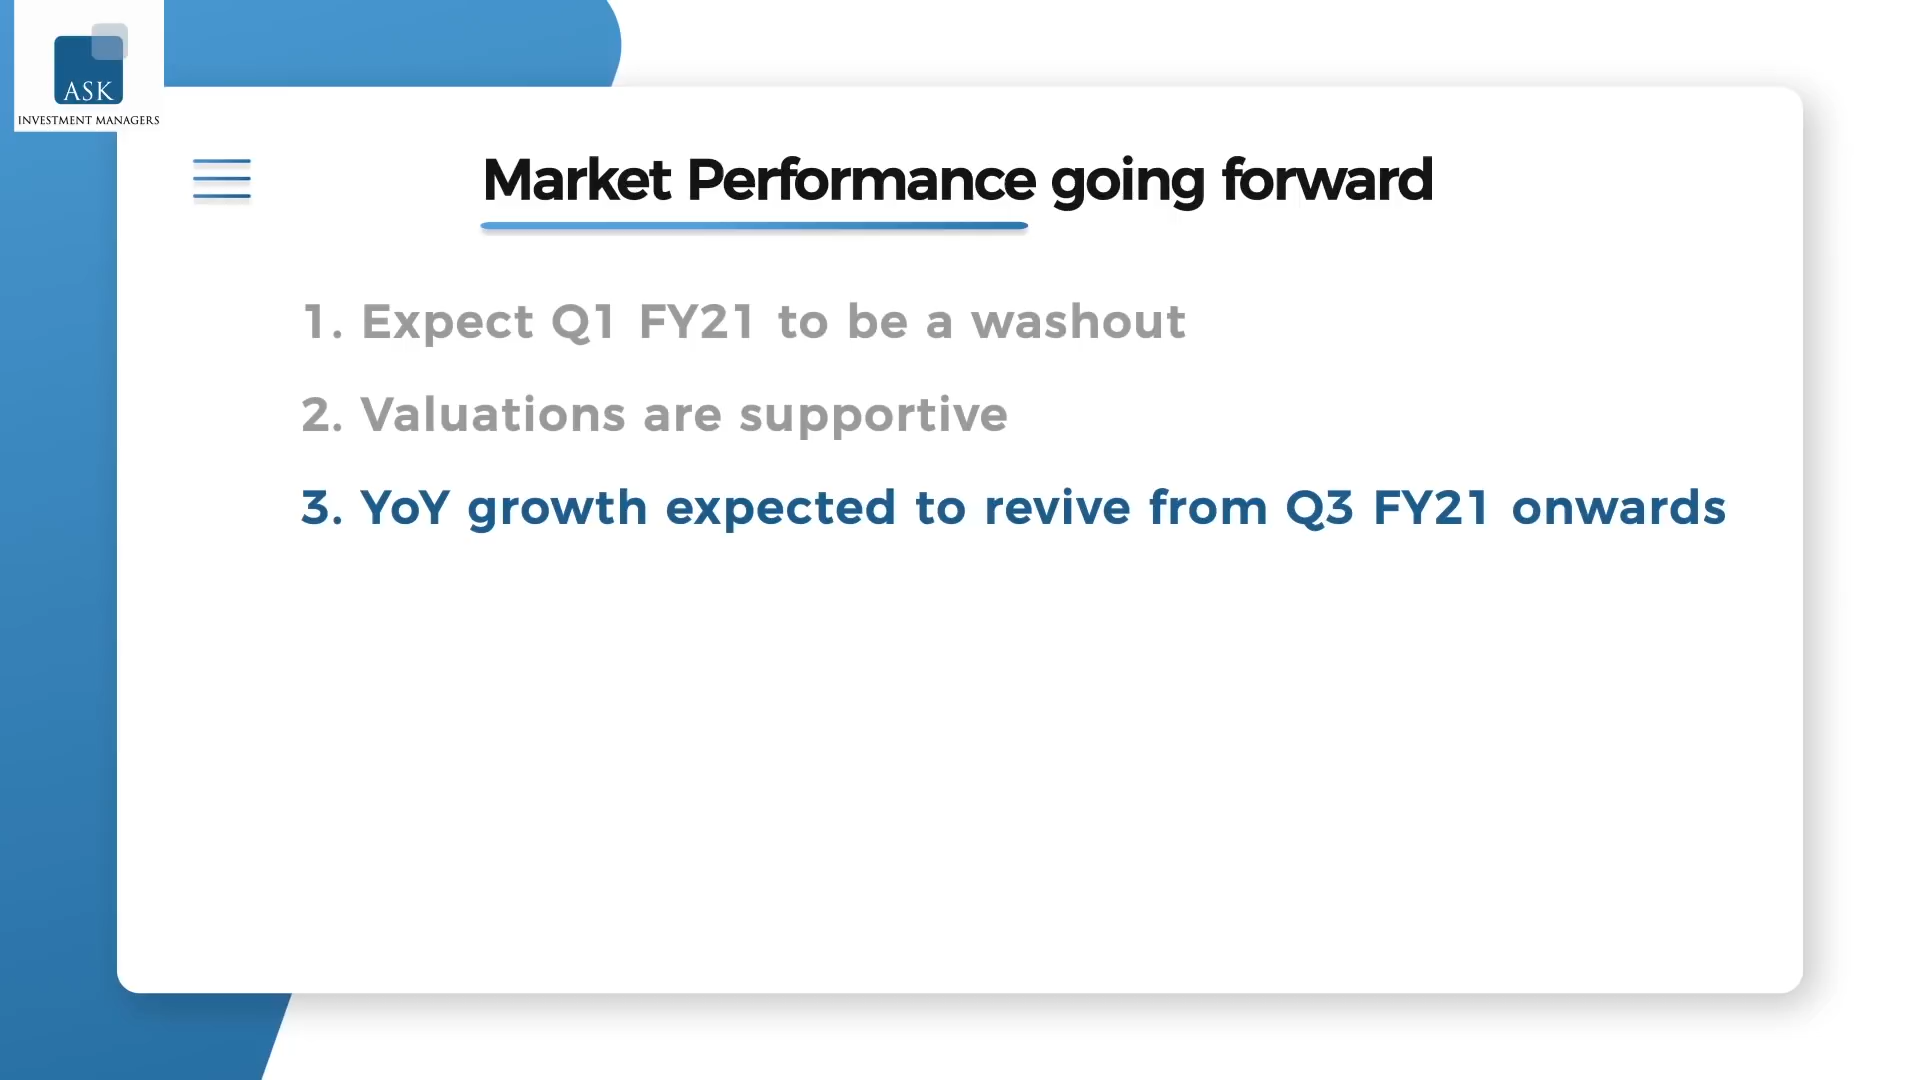 ASK
INVESTMENT MANAGERS
Market Performance going forward
1. Expect Q1 FY21 to be a washout
2. Valuations are supportive
3. YoY growth expected to revive from Q3 FY21 onwards